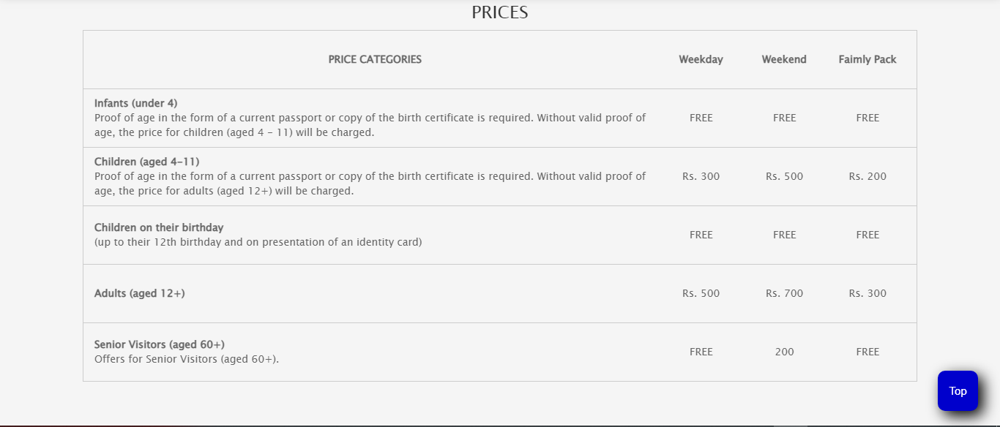 PRICES
PRICE CATEGORIES Weekday Weekend Faimly Pack
Infants (under 4)
Proof of age in the form of a current passport or copy of the birth certificate is required. Without valid proof of
age, the price for children (aged 4 – 11) will be charged.
FREE FREE FREE
Children (aged 4–11)
Proof of age in the form of a current passport or copy of the birth certificate is required. Without valid proof of
age, the price for adults (aged 12+) will be charged.
Rs. 300 Rs. 500 Rs. 200
Children on their birthday
(up to their 12th birthday and on presentation of an identity card)
FREE FREE FREE
Adults (aged 12+) Rs. 500 Rs. 700 Rs. 300
Senior Visitors (aged 60+)
Offers for Senior Visitors (aged 60+).
FREE 200 FREE
Top